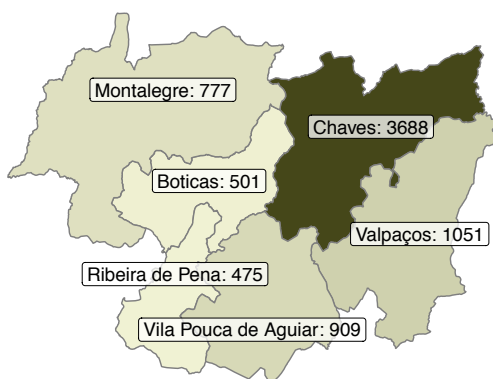 Montalegre: 777
Chaves: 3688
Boticas: 501
Valpaços: 1051
Ribeira de Pena: 475
Vila Pouca de Aguiar: 909